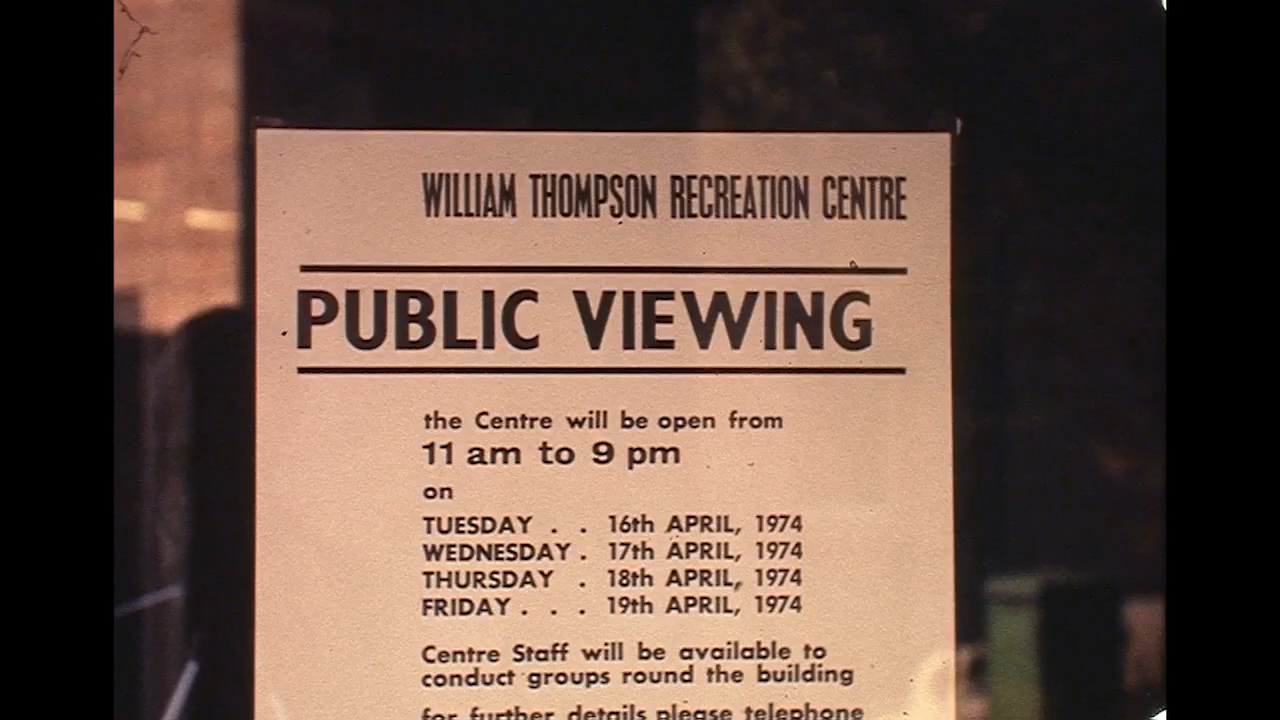 WILLIAM THOMPSON RECREATION CENTRE
PUBLIC VIEWING
the Centre will be open from
11 am to 9 pm
on
TUESDAY . . 16th APRIL, 1974
WEDNESDAY . 17th APRIL, 1974
THURSDAY . 18th APRIL, 1974
FRIDAY . . . 19th APRIL, 1974
Centre Staff will be available to
conduct groups round the building
for further details please telephone